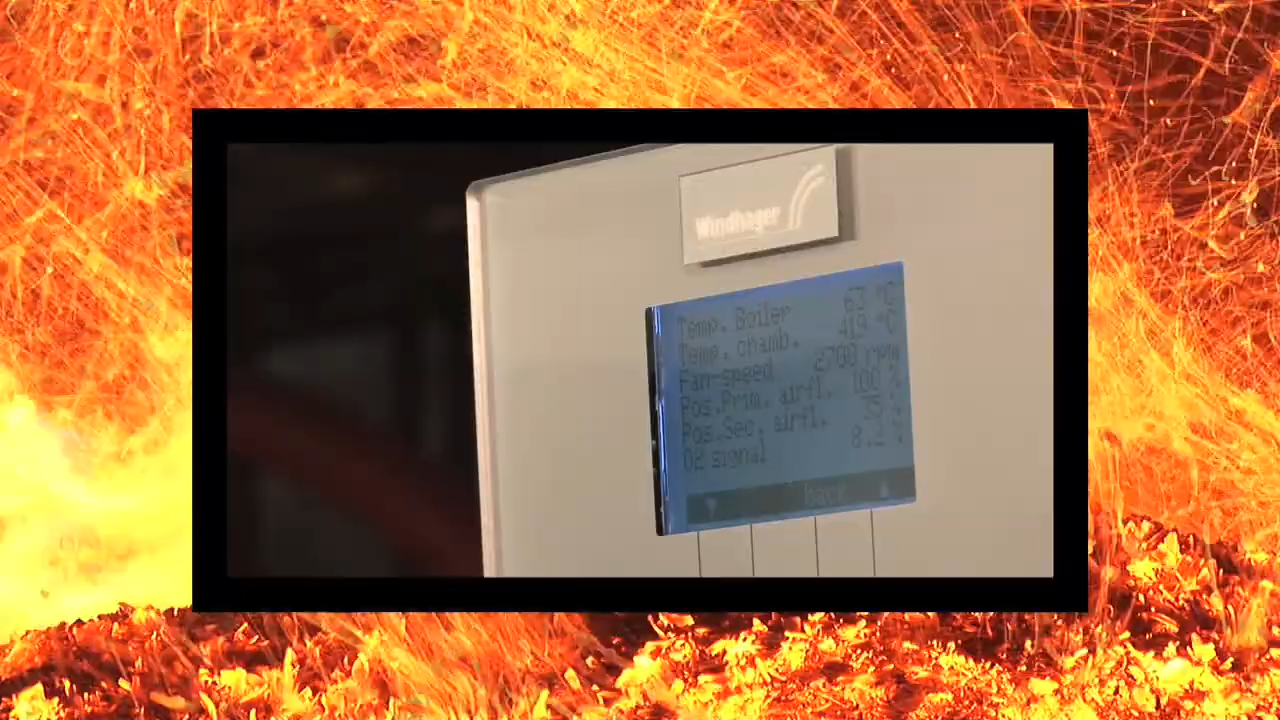 Windhager
Temp. Boiler 63 °C
Temp. chamb. 419 °C
Fan-speed 2700 rpm
Pos.Prim. airfl. 100 %
Pos.Sec. airfl. %
O2 signal 8.2 %
back